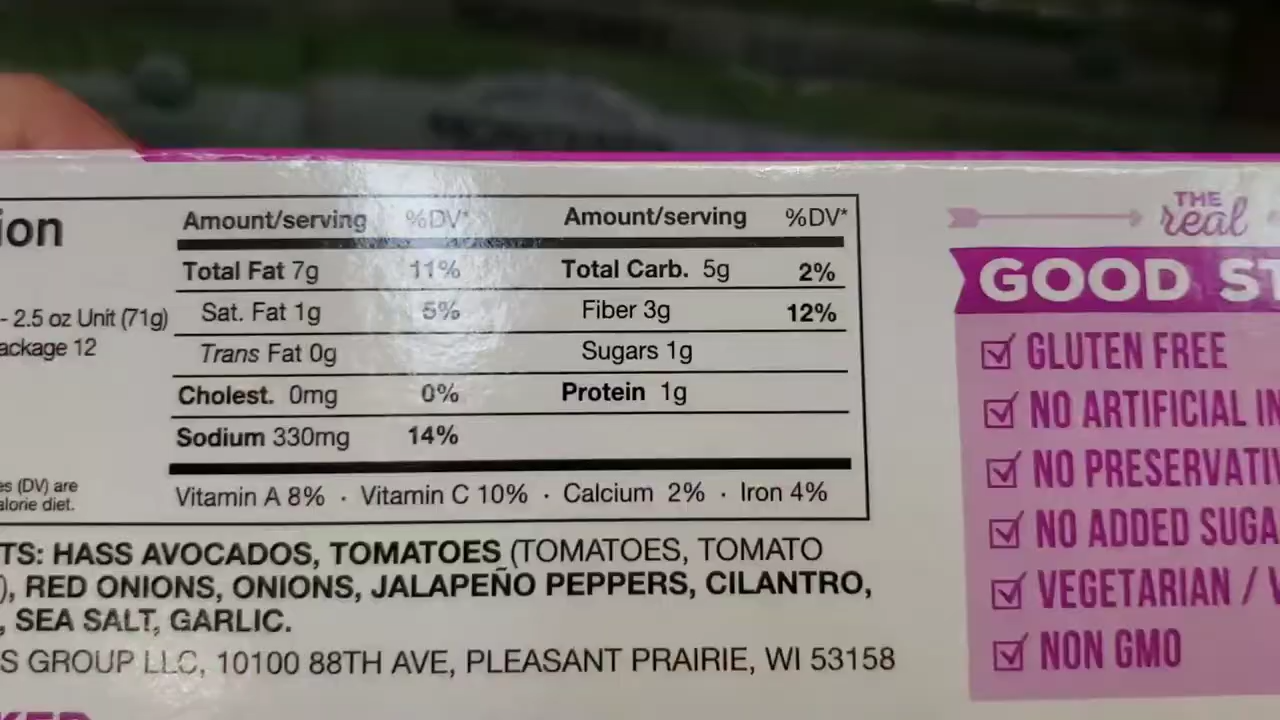 ion
- 2.5 oz Unit (71g)
ackage 12
es (DV) are
alorie diet.
Amount/serving %DV* Amount/serving %DV*
Total Fat 7g 11% Total Carb. 5g 2%
Sat. Fat 1g 5% Fiber 3g 12%
Trans Fat 0g Sugars 1g
Cholest. 0mg 0% Protein 1g
Sodium 330mg 14%
Vitamin A 8% · Vitamin C 10% · Calcium 2% · Iron 4%
TS: HASS AVOCADOS, TOMATOES (TOMATOES, TOMATO
), RED ONIONS, ONIONS, JALAPEÑO PEPPERS, CILANTRO,
, SEA SALT, GARLIC.
S GROUP LLC, 10100 88TH AVE, PLEASANT PRAIRIE, WI 53158
THE
real
GOOD ST
GLUTEN FREE
NO ARTIFICIAL IN
NO PRESERVATIV
NO ADDED SUGA
VEGETARIAN / V
NON GMO